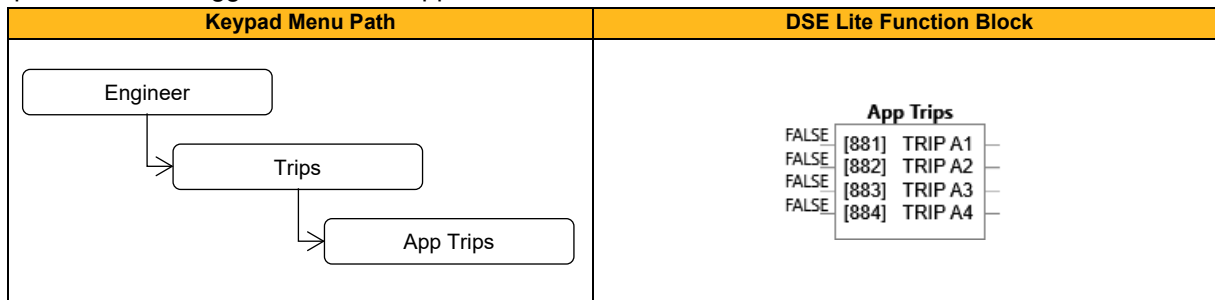 Keypad Menu Path
DSE Lite Function Block
Engineer
Trips
App Trips
App Trips
FALSE [881] TRIP A1
FALSE [882] TRIP A2
FALSE [883] TRIP A3
FALSE [884] TRIP A4